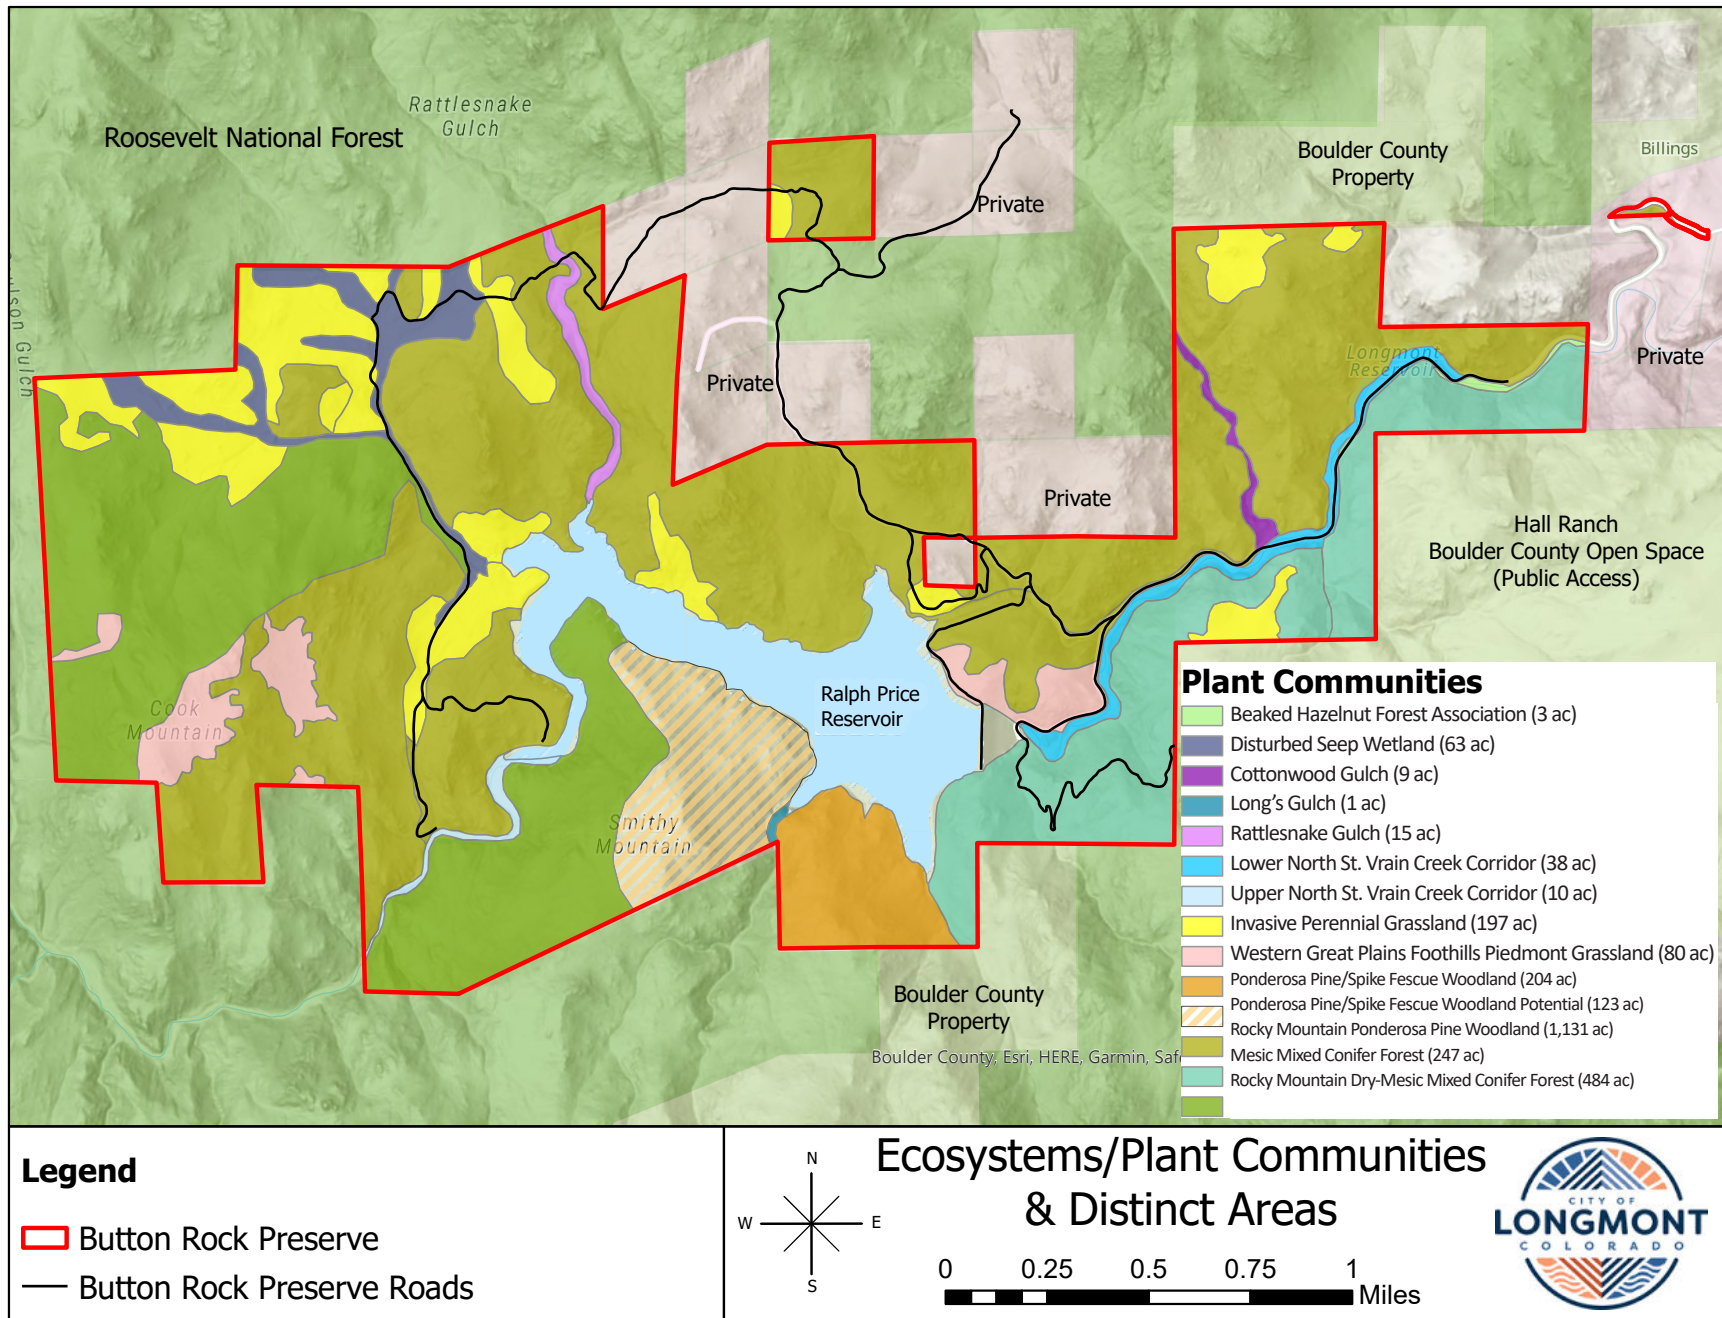 Rattlesnake
Gulch
Roosevelt National Forest
Boulder County
Property
Billings
Private
Gulch
Longmont
Reservoir
Private
Private
Private
Hall Ranch
Boulder County Open Space
(Public Access)
Ralph Price
Reservoir
Cook
Mountain
Smithy
Mountain
Boulder County
Property
Boulder County, Esri, HERE, Garmin,
Plant Communities
Beaked Hazelnut Forest Association (3 ac)
Disturbed Seep Wetland (63 ac)
Cottonwood Gulch (9 ac)
Long's Gulch (1 ac)
Rattlesnake Gulch (15 ac)
Lower North St. Vrain Creek Corridor (38 ac)
Upper North St. Vrain Creek Corridor (10 ac)
Invasive Perennial Grassland (197 ac)
Western Great Plains Foothills Piedmont Grassland (80 ac)
Ponderosa Pine/Spike Fescue Woodland (204 ac)
Ponderosa Pine/Spike Fescue Woodland Potential (123 ac)
Rocky Mountain Ponderosa Pine Woodland (1,131 ac)
Mesic Mixed Conifer Forest (247 ac)
Rocky Mountain Dry-Mesic Mixed Conifer Forest (484 ac)
Legend
Button Rock Preserve
Button Rock Preserve Roads
N
W E
S
Ecosystems/Plant Communities
& Distinct Areas
0 0.25 0.5 0.75 1
Miles
CITY OF
LONGMONT
COLORADO